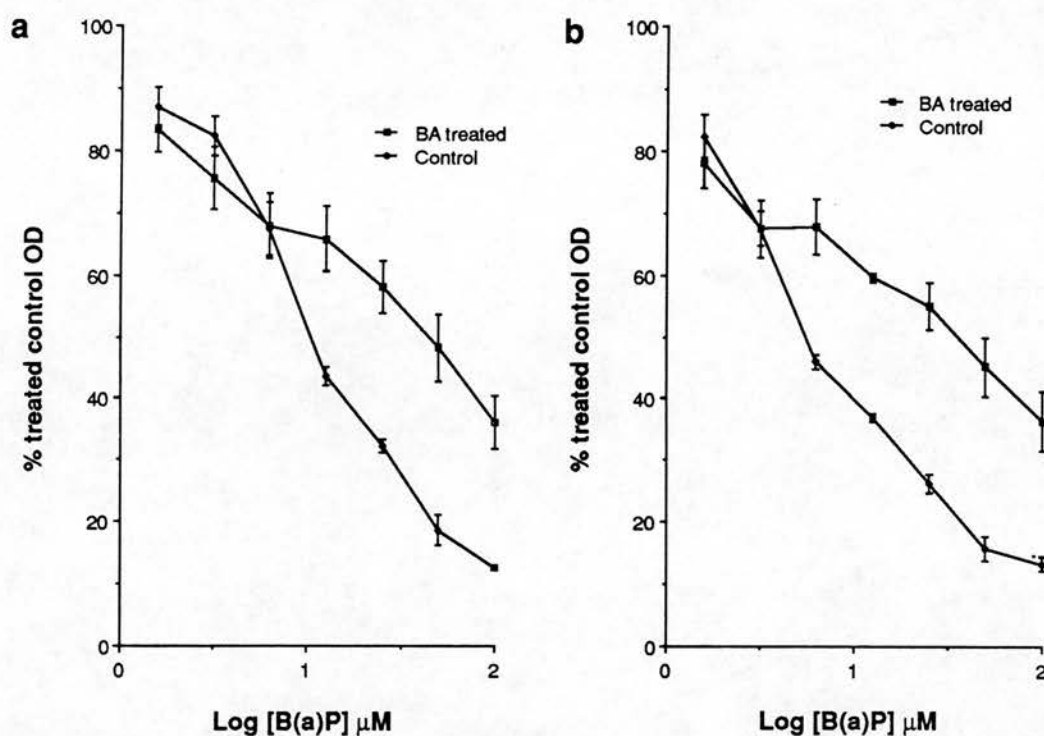 a
100
80
60
40
20
0
% treated control OD
BA treated
Control
0
1
2
Log [B(a)P] μM
b
100
80
60
40
20
0
% treated control OD
BA treated
Control
0
1
2
Log [B(a)P] μM